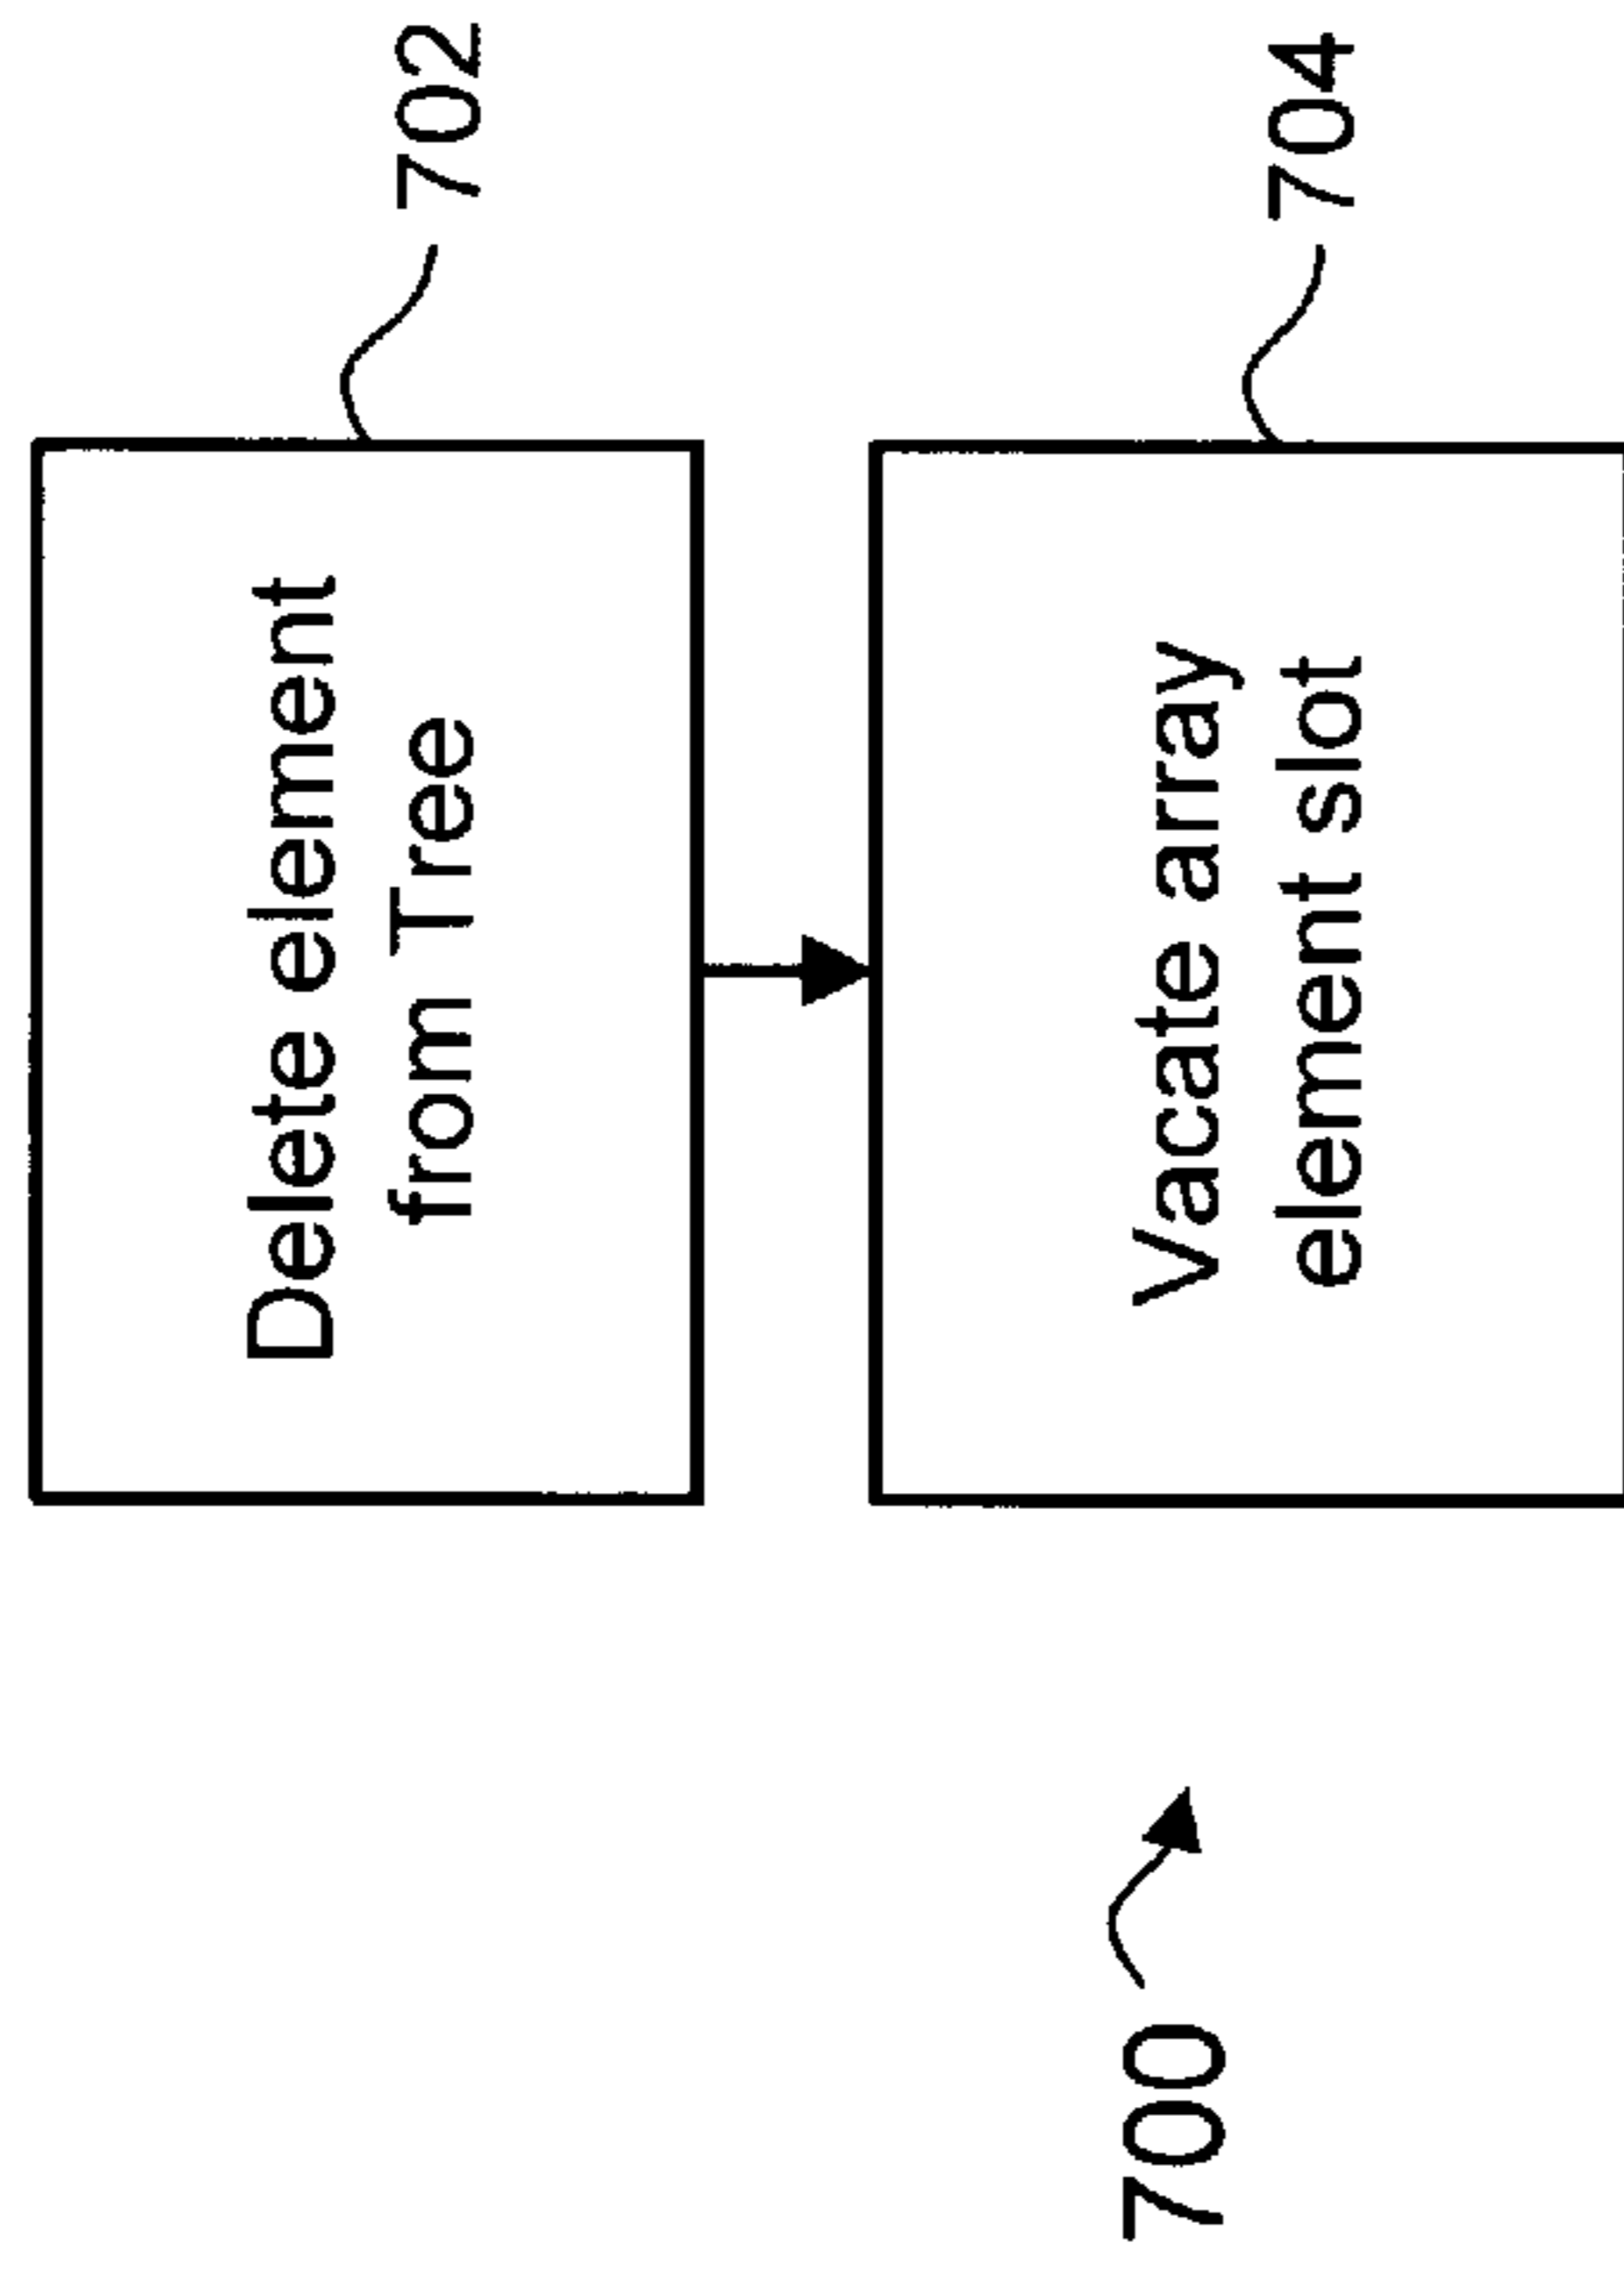 Delete element
from Tree
702
Vacate array
element slot
704
700